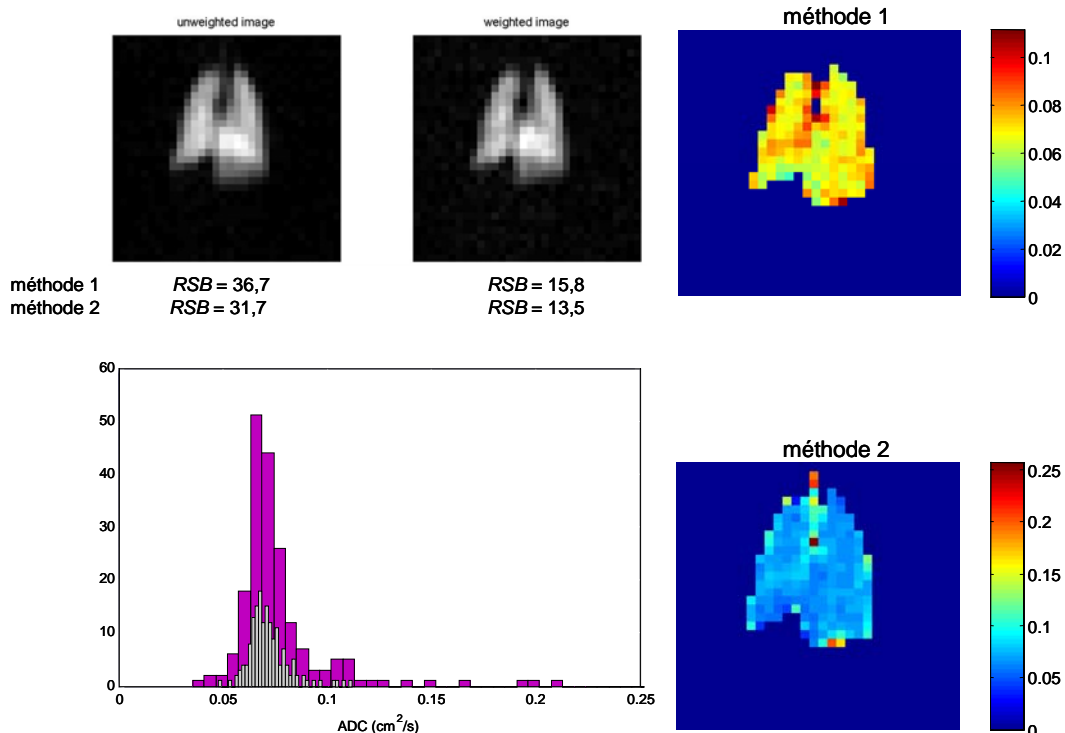 unweighted image
weighted image
méthode 1
0.1
0.08
0.06
0.04
0.02
0
méthode 1 RSB = 36,7 RSB = 15,8
méthode 2 RSB = 31,7 RSB = 13,5
60
50
40
30
20
10
0
0 0.05 0.1 0.15 0.2 0.25
ADC (cm²/s)
méthode 2
0.25
0.2
0.15
0.1
0.05
0